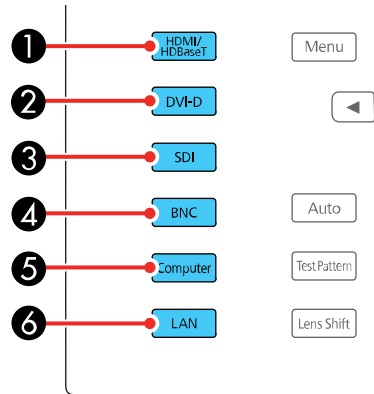 1
HDMI/
HDBaseT
Menu
2
DVI-D
3
SDI
4
BNC
Auto
5
Computer
Test Pattern
6
LAN
Lens Shift